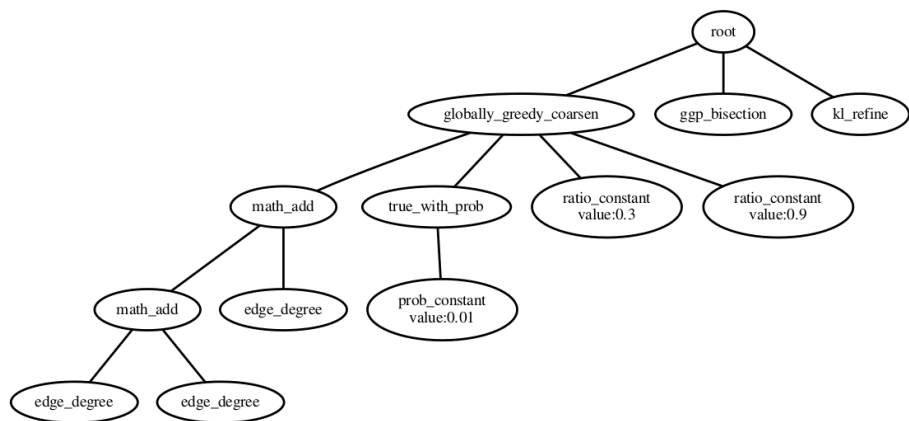 root
globally_greedy_coarsen
ggp_bisection
kl_refine
math_add
true_with_prob
ratio_constant
value:0.3
ratio_constant
value:0.9
math_add
edge_degree
prob_constant
value:0.01
edge_degree
edge_degree